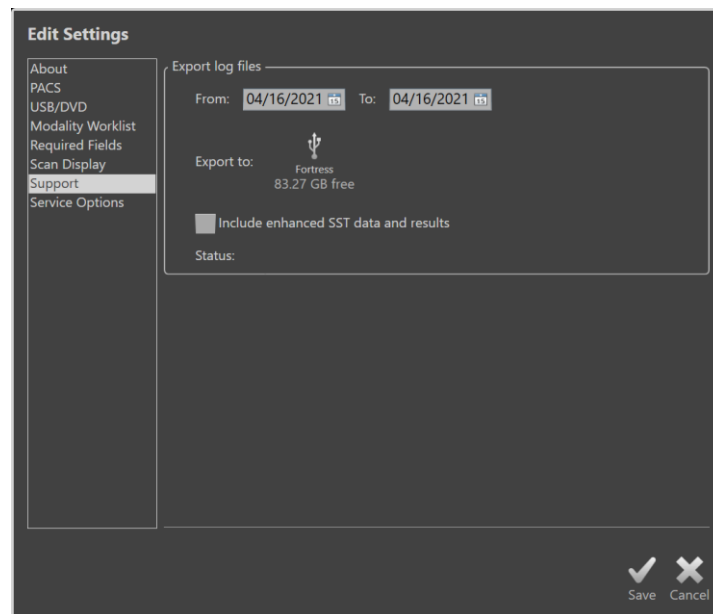 Edit Settings
About
PACS
USB/DVD
Modality Worklist
Required Fields
Scan Display
Support
Service Options
Export log files
From: 04/16/2021 15 To: 04/16/2021 15
Export to:
Fortress
83.27 GB free
Include enhanced SST data and results
Status:
Save Cancel